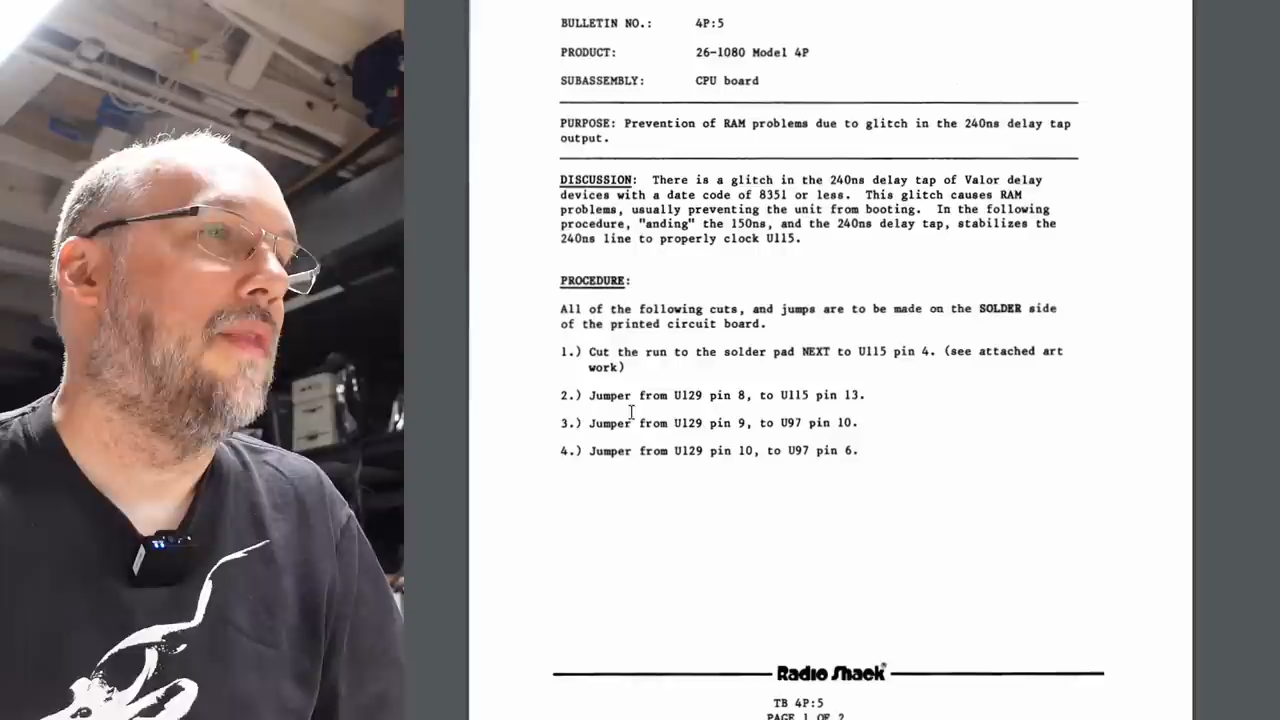 BULLETIN NO.: 4P:5
PRODUCT: 26-1080 Model 4P
SUBASSEMBLY: CPU board
PURPOSE: Prevention of RAM problems due to glitch in the 240ns delay tap
output.
DISCUSSION: There is a glitch in the 240ns delay tap of Valor delay
devices with a date code of 8351 or less. This glitch causes RAM
problems, usually preventing the unit from booting. In the following
procedure, "anding" the 150ns, and the 240ns delay tap, stabilizes the
240ns line to properly clock U115.
PROCEDURE:
All of the following cuts, and jumps are to be made on the SOLDER side
of the printed circuit board.
1.) Cut the run to the solder pad NEXT to U115 pin 4. (see attached art
work)
2.) Jumper from U129 pin 8, to U115 pin 13.
3.) Jumper from U129 pin 9, to U97 pin 10.
4.) Jumper from U129 pin 10, to U97 pin 6.
Radio Shack
TB 4P:5
PAGE 1 OF 2